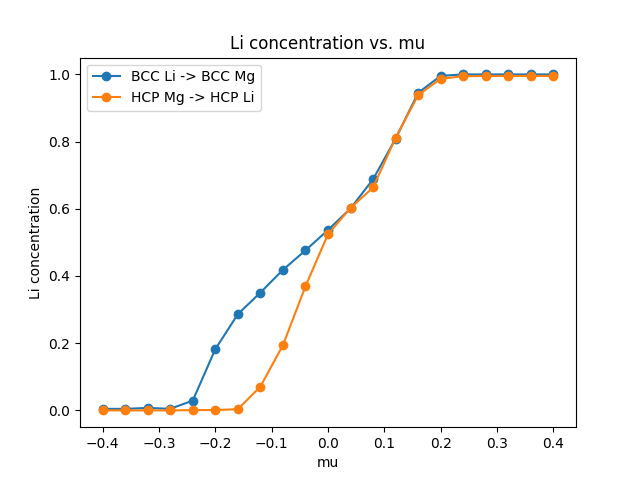 Li concentration vs. mu
BCC Li -> BCC Mg
HCP Mg -> HCP Li
Li concentration
1.0
0.8
0.6
0.4
0.2
0.0
−0.4 −0.3 −0.2 −0.1 0.0 0.1 0.2 0.3 0.4
mu